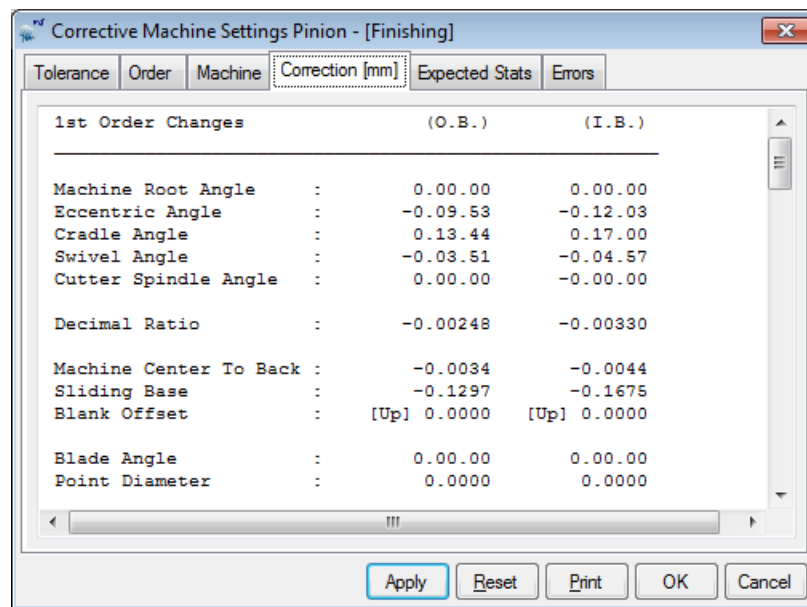 Corrective Machine Settings Pinion - [Finishing]
Tolerance Order Machine Correction [mm] Expected Stats Errors
1st Order Changes (O.B.) (I.B.)
Machine Root Angle : 0.00.00 0.00.00
Eccentric Angle : -0.09.53 -0.12.03
Cradle Angle : 0.13.44 0.17.00
Swivel Angle : -0.03.51 -0.04.57
Cutter Spindle Angle : 0.00.00 -0.00.00
Decimal Ratio : -0.00248 -0.00330
Machine Center To Back : -0.0034 -0.0044
Sliding Base : -0.1297 -0.1675
Blank Offset : [Up] 0.0000 [Up] 0.0000
Blade Angle : 0.00.00 0.00.00
Point Diameter : 0.0000 0.0000
Apply Reset Print OK Cancel